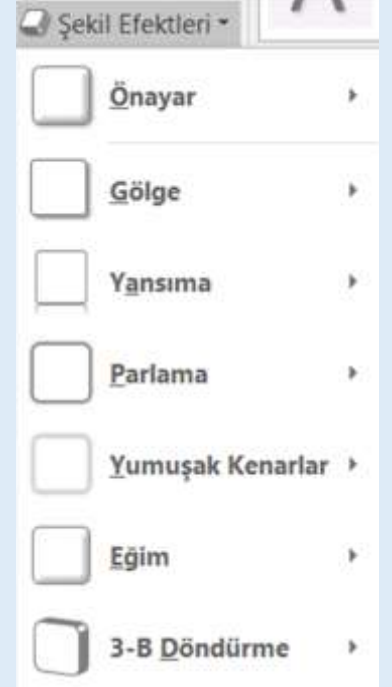 Şekil Efektleri
Önayar
Gölge
Yansıma
Parlama
Yumuşak Kenarlar
Eğim
3-B Döndürme